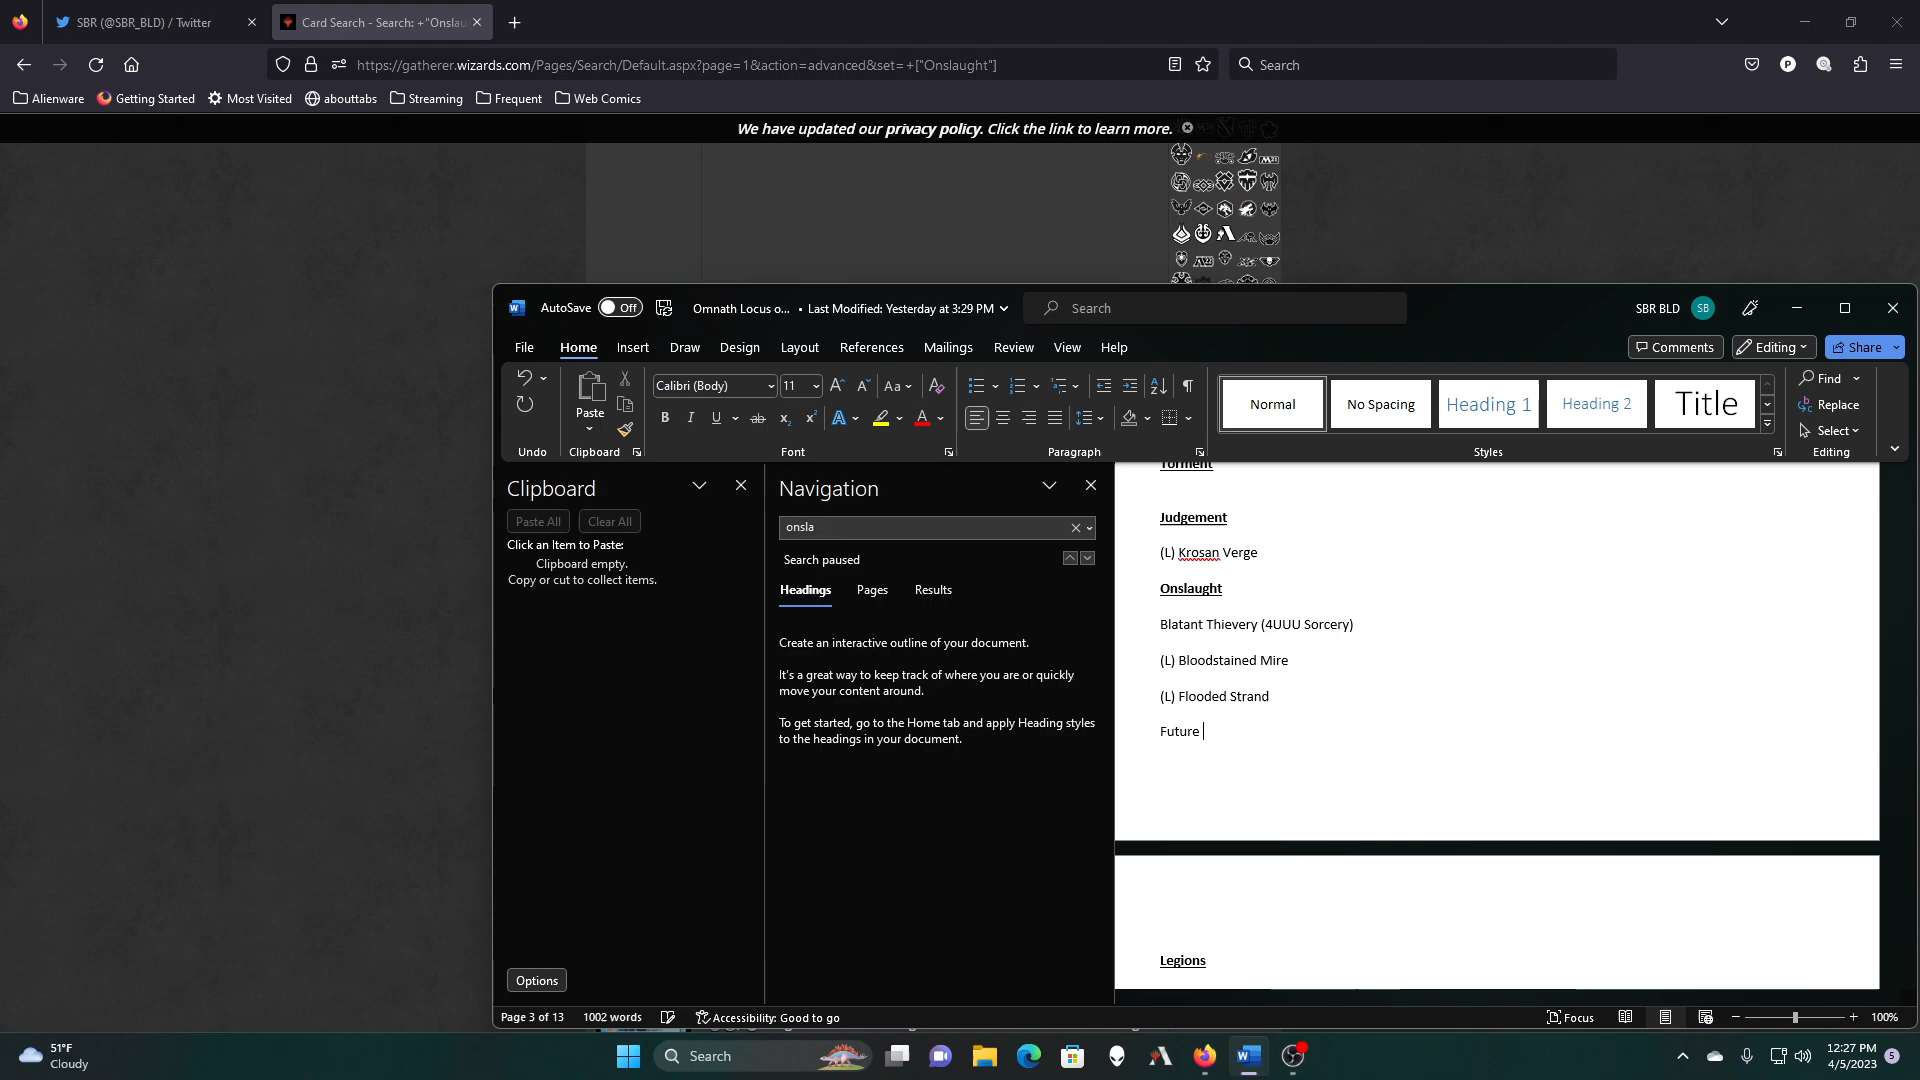 SBR (@SBR_BLD) / Twitter
Card Search - Search: +"Onslau
https://gatherer.wizards.com/Pages/Search/Default.aspx?page=1&action=advanced&set=+["Onslaught"]
Search
Alienware
Getting Started
Most Visited
abouttabs
Streaming
Frequent
Web Comics
We have updated our privacy policy. Click the link to learn more.
AutoSave Off
Omnath Locus o... • Last Modified: Yesterday at 3:29 PM
Search
SBR BLD SB
File Home Insert Draw Design Layout References Mailings Review View Help
Comments Editing Share
Calibri (Body) 11
Paste
Normal No Spacing Heading 1 Heading 2 Title
Find
Replace
Select
Undo Clipboard Font Paragraph Styles Editing
Clipboard
Paste All Clear All
Click an Item to Paste:
Clipboard empty.
Copy or cut to collect items.
Options
Navigation
onsla
Search paused
Headings Pages Results
Create an interactive outline of your document.
It's a great way to keep track of where you are or quickly
move your content around.
To get started, go to the Home tab and apply Heading styles
to the headings in your document.
Torment
Judgement
(L) Krosan Verge
Onslaught
Blatant Thievery (4UUU Sorcery)
(L) Bloodstained Mire
(L) Flooded Strand
Future
Legions
Page 3 of 13 1002 words Accessibility: Good to go
Focus 100%
51°F
Cloudy
Search
12:27 PM
4/5/2023
5